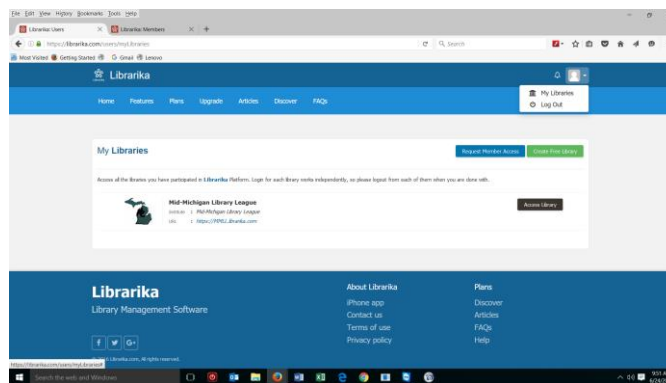 File Edit View History Bookmarks Tools Help
Librarika: Users
Librarika: Members
https://librarika.com/users/myLibraries
Search
Most Visited Getting Started Gmail Lenovo
Librarika
My Libraries
Log Out
Home Features Plans Upgrade Articles Discover FAQs
My Libraries
Request Member Access
Create Free Library
Access all the libraries you have participated in Librarika Platform. Login for each library works independently, so please logout from each of them when you are done with.
Mid-Michigan Library League
: Mid-Michigan Library League
Access Library
Librarika
Library Management Software
About Librarika
iPhone app
Contact us
Terms of use
Privacy policy
Plans
Discover
Articles
FAQs
Help
Librarika.com, All rights reserved.
https://librarika.com/users/myLibraries#
Search the web and Windows